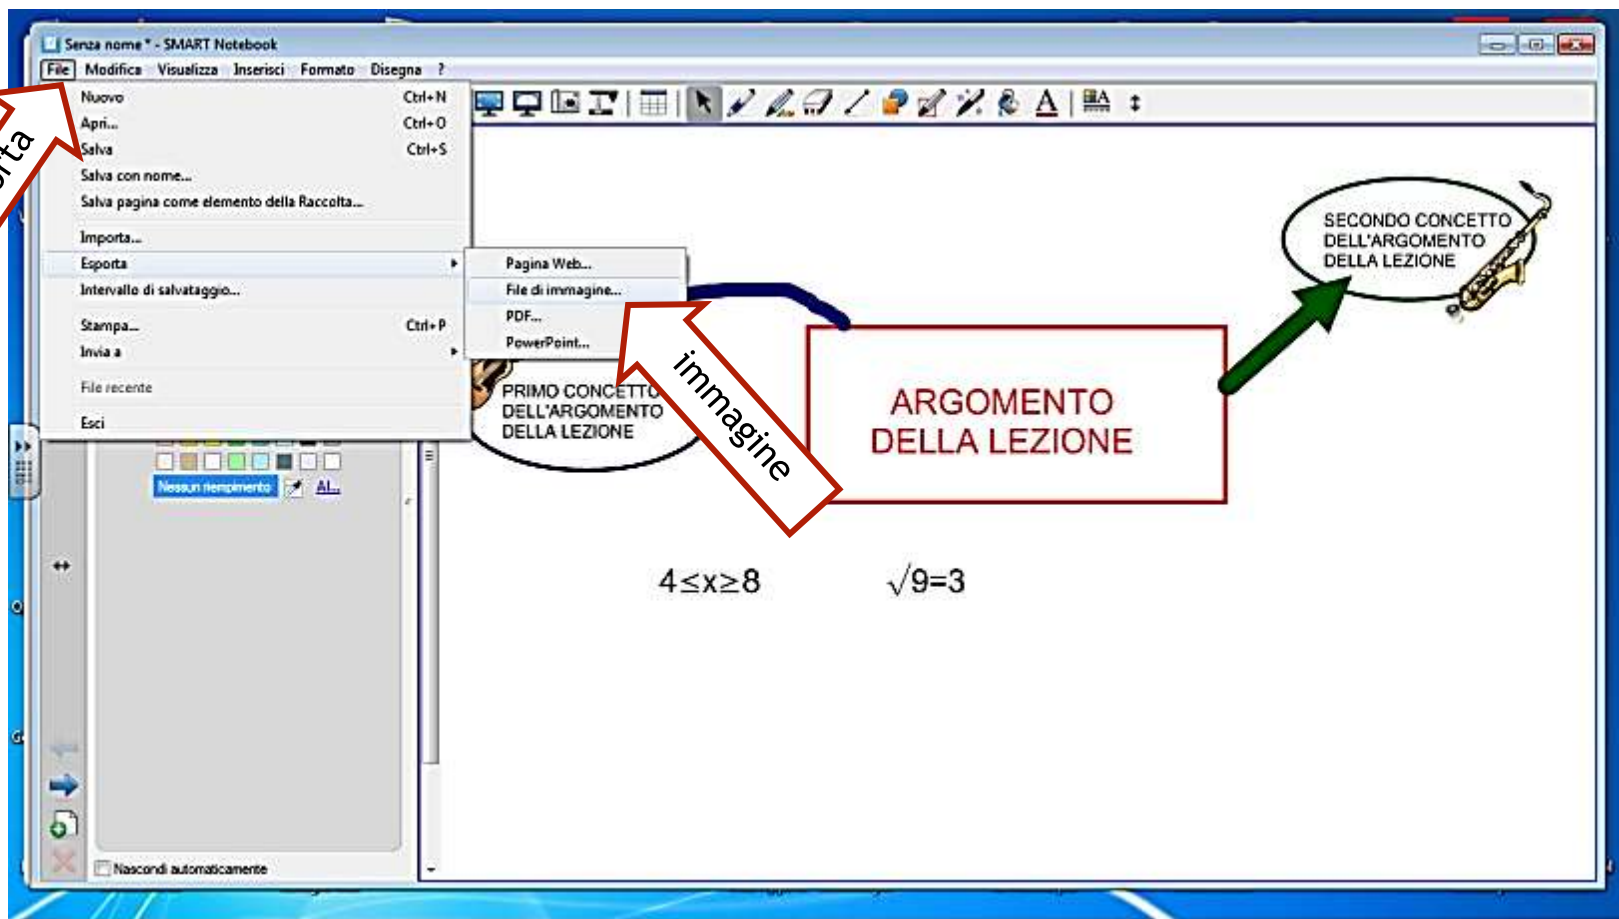 Senza nome * - SMART Notebook
File Modifica Visualizza Inserisci Formato Disegna ?
Nuovo Ctrl+N
Apri... Ctrl+O
Salva Ctrl+S
Salva con nome...
Salva pagina come elemento della Raccolta...
Importa...
Esporta
Intervallo di salvataggio...
Stampa... Ctrl+P
Invia a
File recente
Esci
Pagina Web...
File di immagine...
PDF...
PowerPoint...
immagine
PRIMO CONCETTO
DELL'ARGOMENTO
DELLA LEZIONE
ARGOMENTO
DELLA LEZIONE
SECONDO CONCETTO
DELL'ARGOMENTO
DELLA LEZIONE
Nessun riempimento Al...
4≤x≥8 √9=3
Nascondi automaticamente